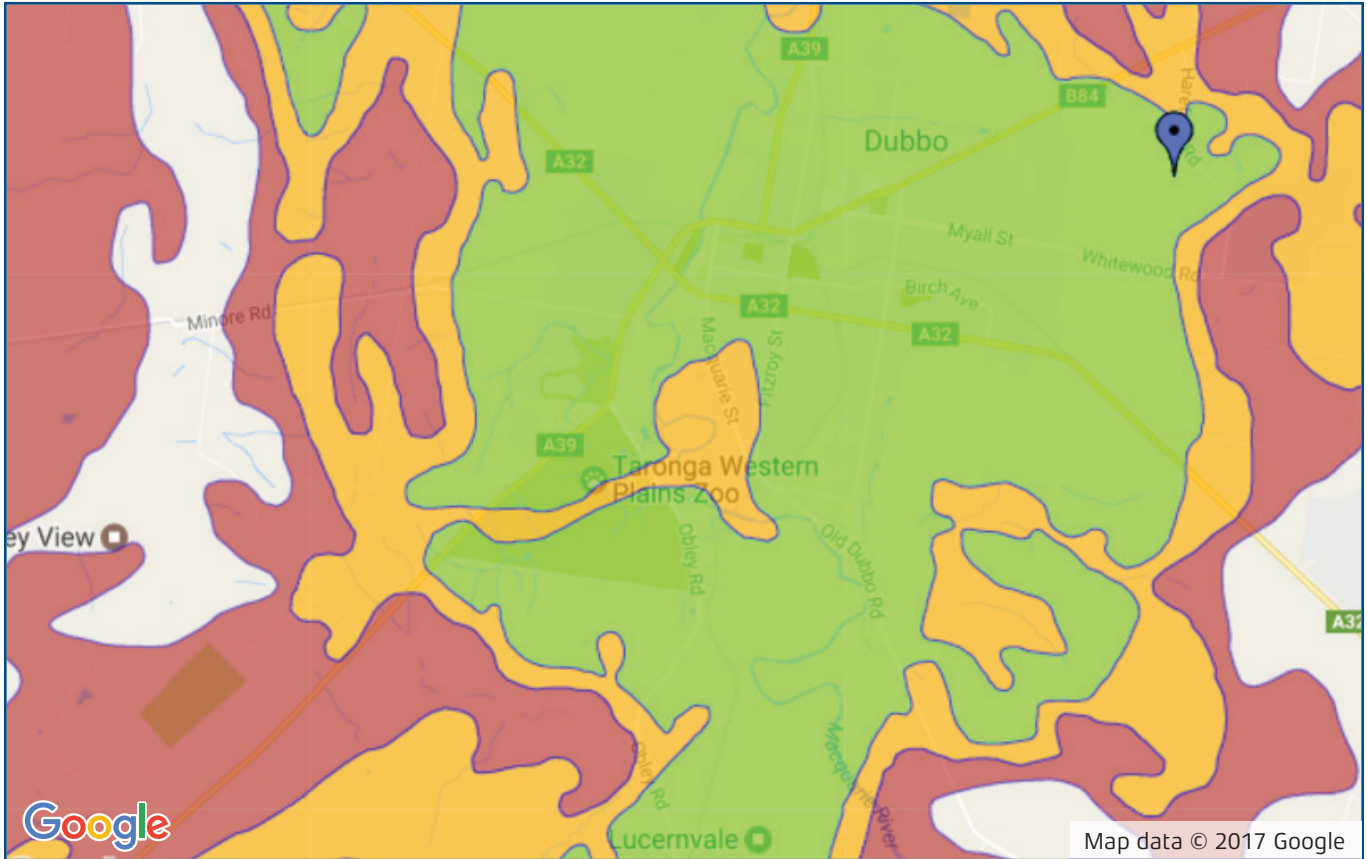 A39
B84
Dubbo
A32
Myall St
Whitewood Rd
Birch Ave
A32
A32
Minore Rd
Macquarie St
Fitzroy St
A39
Taronga Western
Plains Zoo
ey View
Obley Rd
Old Dubbo Rd
A32
Obley Rd
Macquarie River
Lucernvale
Google
Map data © 2017 Google